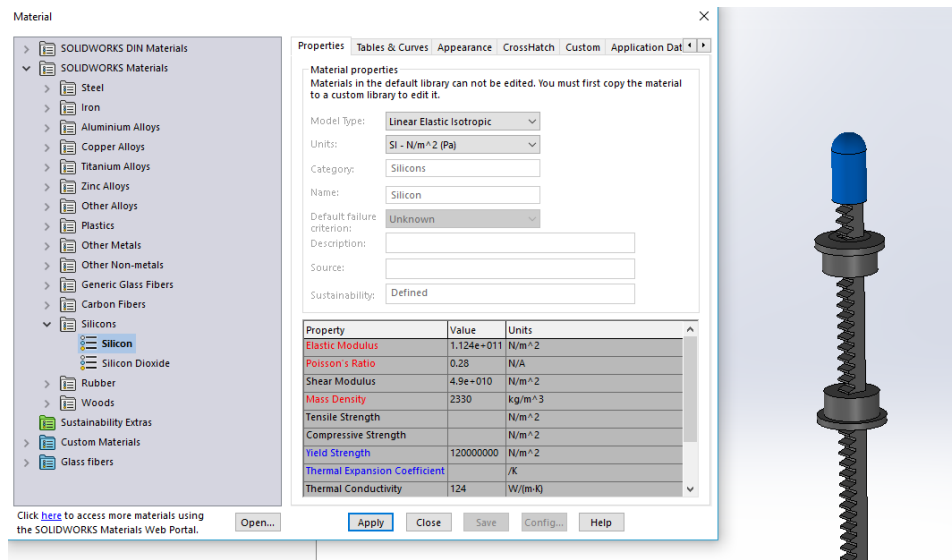 Material
SOLIDWORKS DIN Materials
SOLIDWORKS Materials
Steel
Iron
Aluminium Alloys
Copper Alloys
Titanium Alloys
Zinc Alloys
Other Alloys
Plastics
Other Metals
Other Non-metals
Generic Glass Fibers
Carbon Fibers
Silicons
Silicon
Silicon Dioxide
Rubber
Woods
Sustainability Extras
Custom Materials
Glass fibers
Click here to access more materials using
the SOLIDWORKS Materials Web Portal.
Open...
Properties Tables & Curves Appearance CrossHatch Custom Application Dat
Material properties
Materials in the default library can not be edited. You must first copy the material
to a custom library to edit it.
Model Type: Linear Elastic Isotropic
Units: SI - N/m^2 (Pa)
Category: Silicons
Name: Silicon
Default failure
criterion: Unknown
Description:
Source:
Sustainability: Defined
Property Value Units
Elastic Modulus 1.124e+011 N/m^2
Poisson's Ratio 0.28 N/A
Shear Modulus 4.9e+010 N/m^2
Mass Density 2330 kg/m^3
Tensile Strength N/m^2
Compressive Strength N/m^2
Yield Strength 120000000 N/m^2
Thermal Expansion Coefficient /K
Thermal Conductivity 124 W/(m·K)
Apply Close Save Config... Help